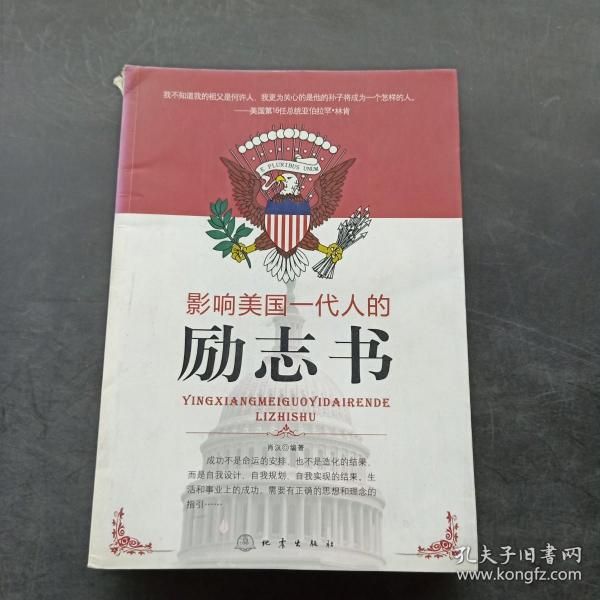 我不知道我的祖父是何许人，我更为关心的是他的孙子将成为一个怎样的人。
——美国第16任总统亚伯拉罕·林肯
E PLURIBUS UNUM
影响美国一代人的
励志书
YINGXIANGMEIGUOYIDAIRENDE
LIZHISHU
肖汉◎编著
成功不是命运的安排，也不是造化的结果，
而是自我设计、自我规划、自我实现的结果。生
活和事业上的成功，需要有正确的思想和理念的
指引……
地震出版社
孔夫子旧书网
www.kongfz.com